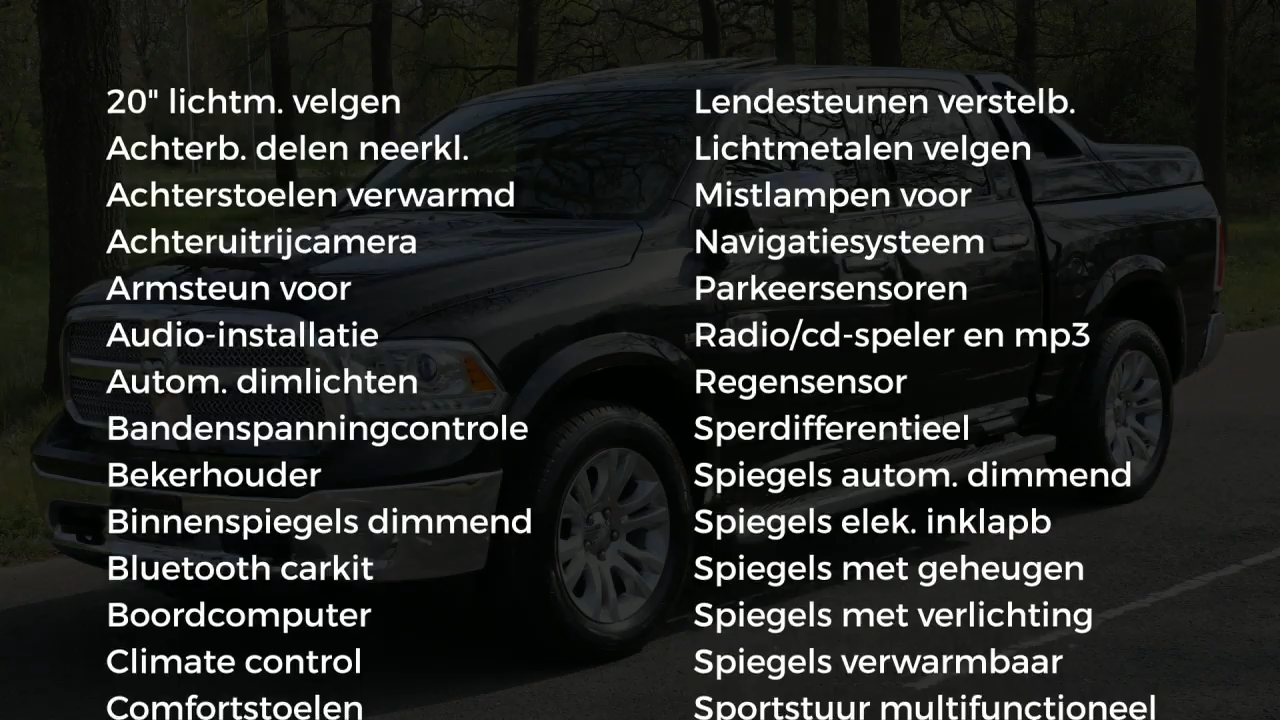 20" lichtm. velgen
Achterb. delen neerkl.
Achterstoelen verwarmd
Achteruitrijcamera
Armsteun voor
Audio-installatie
Autom. dimlichten
Bandenspanningcontrole
Bekerhouder
Binnenspiegels dimmend
Bluetooth carkit
Boordcomputer
Climate control
Comfortstoelen
Lendesteunen verstelb.
Lichtmetalen velgen
Mistlampen voor
Navigatiesysteem
Parkeersensoren
Radio/cd-speler en mp3
Regensensor
Sperdifferentieel
Spiegels autom. dimmend
Spiegels elek. inklapb
Spiegels met geheugen
Spiegels met verlichting
Spiegels verwarmbaar
Sportstuur multifunctioneel